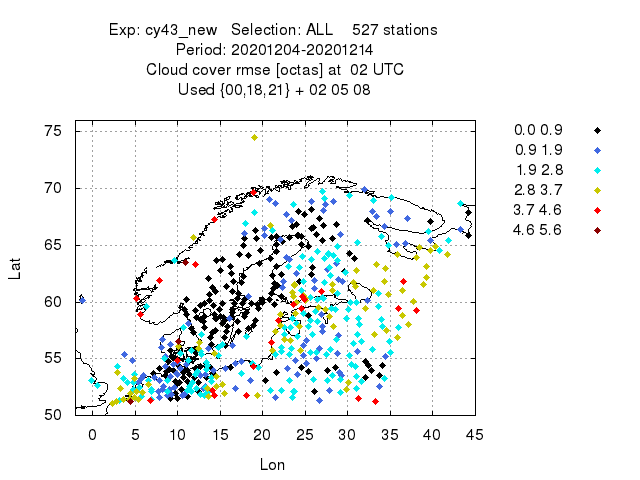 Exp: cy43_new   Selection: ALL    527 stations
Period: 20201204-20201214
Cloud cover rmse [octas] at  02 UTC
Used {00,18,21} + 02 05 08
0.0 0.9
0.9 1.9
1.9 2.8
2.8 3.7
3.7 4.6
4.6 5.6
75
70
65
60
55
50
Lat
0 5 10 15 20 25 30 35 40 45
Lon